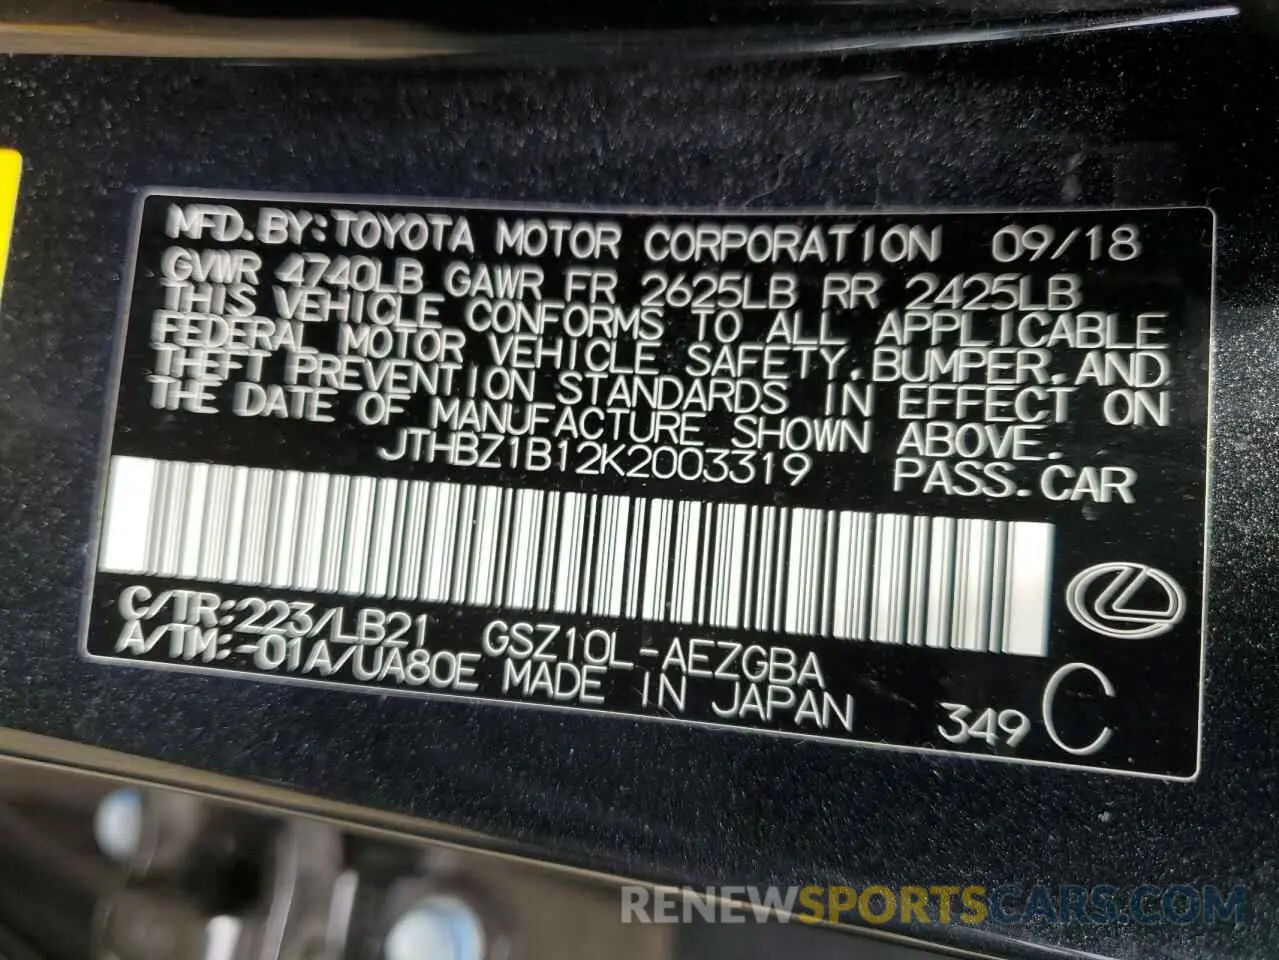 MFD.BY:TOYOTA MOTOR CORPORATION 09/18
GVWR 4740LB GAWR FR 2625LB RR 2425LB
THIS VEHICLE CONFORMS TO ALL APPLICABLE
FEDERAL MOTOR VEHICLE SAFETY,BUMPER,AND
THEFT PREVENTION STANDARDS IN EFFECT ON
THE DATE OF MANUFACTURE SHOWN ABOVE.
JTHBZ1B12K2003319 PASS.CAR
C/TR:223/LB21 GSZ10L-AEZGBA
A/TM:-01A/UA80E MADE IN JAPAN 349 C
RENEWSPORTSCARS.COM